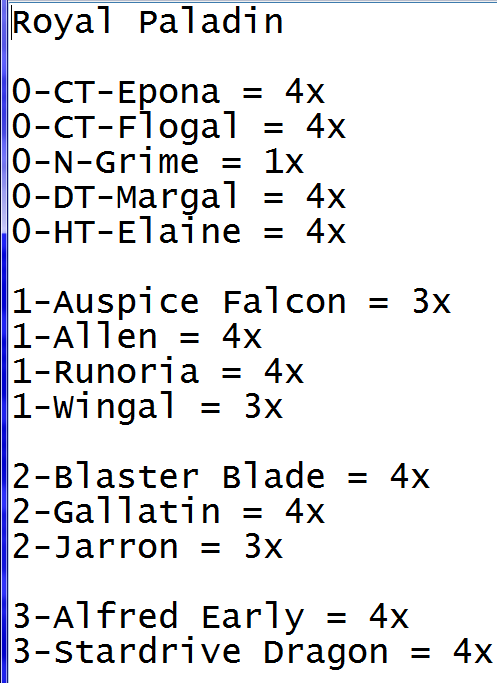 Royal Paladin
0-CT-Epona = 4x
0-CT-Flogal = 4x
0-N-Grime = 1x
0-DT-Margal = 4x
0-HT-Elaine = 4x
1-Auspice Falcon = 3x
1-Allen = 4x
1-Runoria = 4x
1-Wingal = 3x
2-Blaster Blade = 4x
2-Gallatin = 4x
2-Jarron = 3x
3-Alfred Early = 4x
3-Stardrive Dragon = 4x